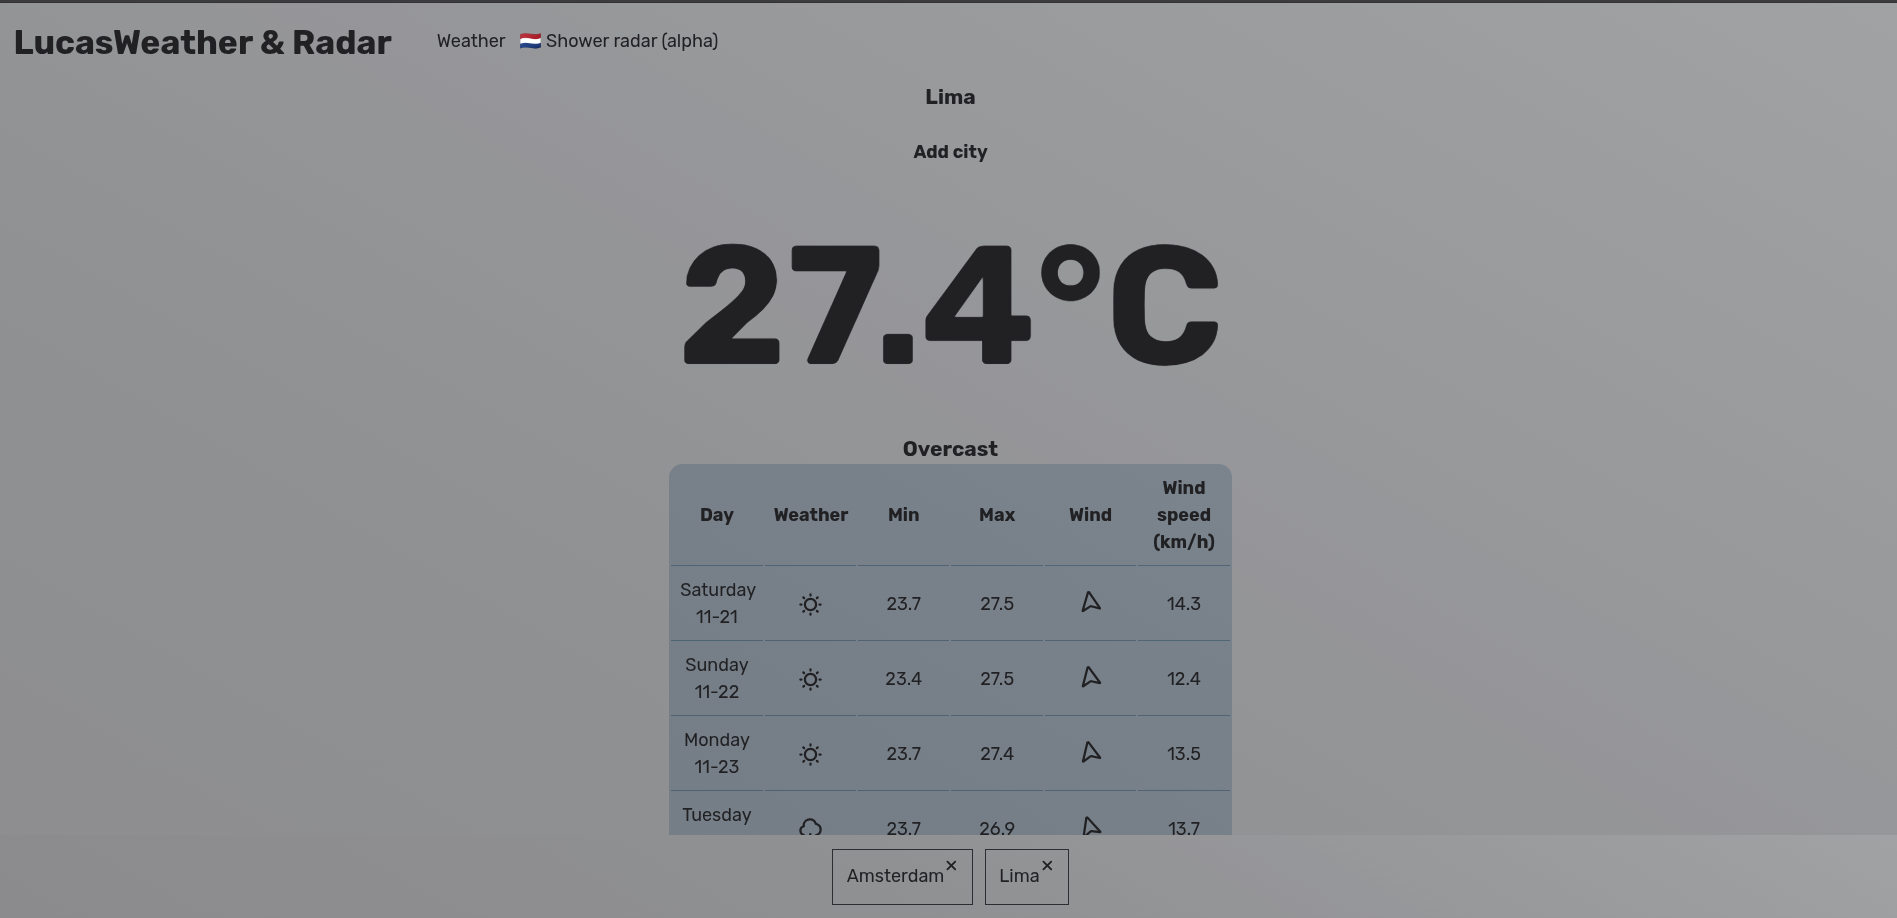 LucasWeather & Radar
Weather 🇳🇱 Shower radar (alpha)
Lima
Add city
27.4°C
Overcast
Day Weather Min Max Wind Wind speed (km/h)
Saturday 11-21 23.7 27.5 14.3
Sunday 11-22 23.4 27.5 12.4
Monday 11-23 23.7 27.4 13.5
Tuesday 23.7 26.9 13.7
Amsterdam ✕ Lima ✕